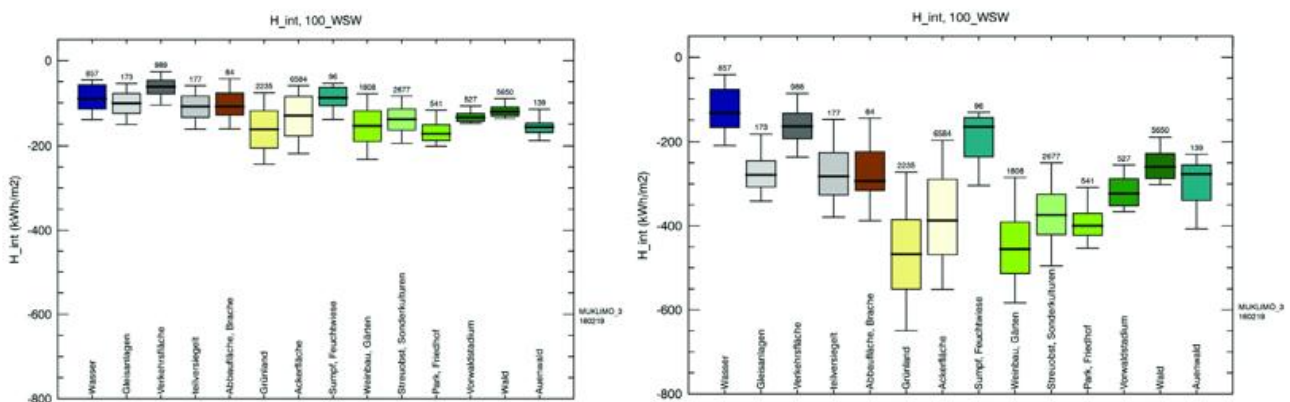 H_int, 100_WSW
0
-200
-400
-600
-800
H_int (kWh/m2)
857
173
989
177
84
2235
6584
96
1808
2677
541
527
5650
139
Wasser
Gleisanlagen
Verkehrsfläche
teilversiegelt
Abbaufläche, Brache
Grünland
Ackerfläche
Sumpf, Feuchtwiese
Weinbau, Gärten
Streuobst, Sonderkulturen
Park, Friedhof
Vorwaldstadium
Wald
Auenwald
MUKLIMO_3
160219
H_int, 100_WSW
0
-200
-400
-600
-800
H_int (kWh/m2)
857
173
988
177
84
2235
6584
96
1808
2677
541
527
5650
139
Wasser
Gleisanlagen
Verkehrsfläche
teilversiegelt
Abbaufläche, Brache
Grünland
Ackerfläche
Sumpf, Feuchtwiese
Weinbau, Gärten
Streuobst, Sonderkulturen
Park, Friedhof
Vorwaldstadium
Wald
Auenwald
MUKLIMO_3
160219